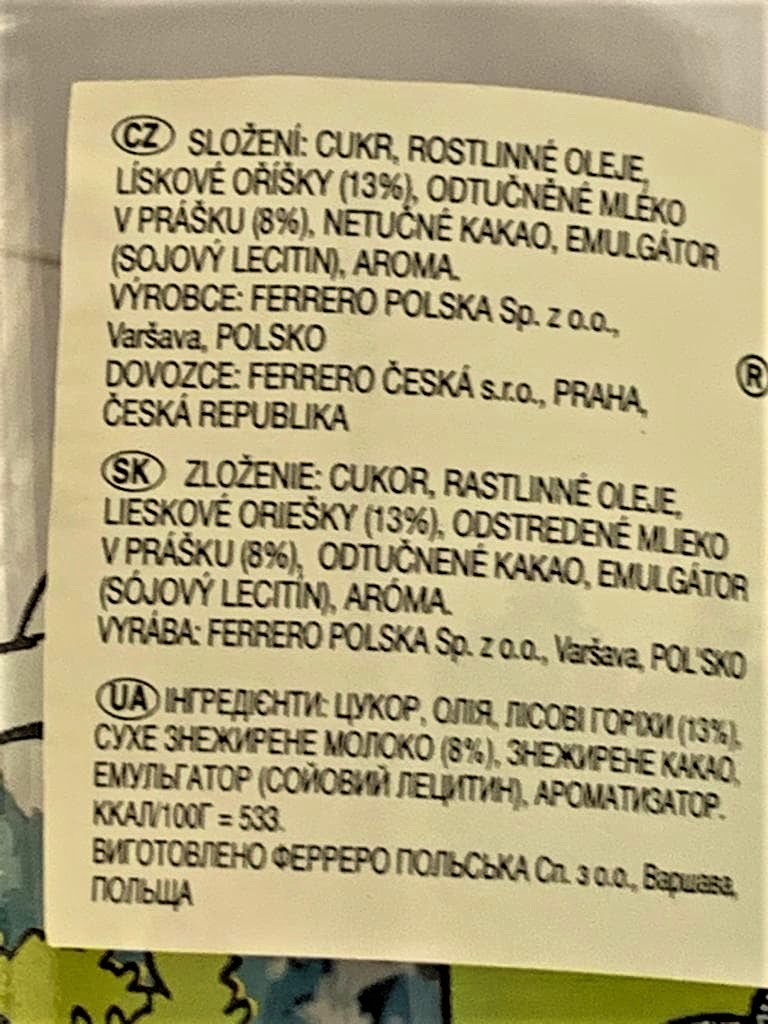 CZ SLOŽENÍ: CUKR, ROSTLINNÉ OLEJE,
LÍSKOVÉ OŘÍŠKY (13%), ODTUČNĚNÉ MLÉKO
V PRÁŠKU (8%), NETUČNÉ KAKAO, EMULGÁTOR
(SOJOVÝ LECITIN), AROMA.
VÝROBCE: FERRERO POLSKA Sp. z o.o.,
Varšava, POLSKO
DOVOZCE: FERRERO ČESKÁ s.r.o., PRAHA,
ČESKÁ REPUBLIKA
®
SK ZLOŽENIE: CUKOR, RASTLINNÉ OLEJE,
LIESKOVÉ ORIEŠKY (13%), ODSTREDENÉ MLIEKO
V PRÁŠKU (8%), ODTUČNENÉ KAKAO, EMULGÁTOR
(SÓJOVÝ LECITÍN), ARÓMA.
VYRÁBA: FERRERO POLSKA Sp. z o.o., Varšava, POL'SKO
UA ІНГРЕДІЄНТИ: ЦУКОР, ОЛІЯ, ЛІСОВІ ГОРІХИ (13%),
СУХЕ ЗНЕЖИРЕНЕ МОЛОКО (8%), ЗНЕЖИРЕНЕ КАКАО,
ЕМУЛЬГАТОР (СОЙОВИЙ ЛЕЦИТИН), АРОМАТИЗАТОР.
ККАЛ/100Г = 533.
ВИГОТОВЛЕНО ФЕРРЕРО ПОЛЬСЬКА Сп. з о.о., Варшава,
ПОЛЬЩА